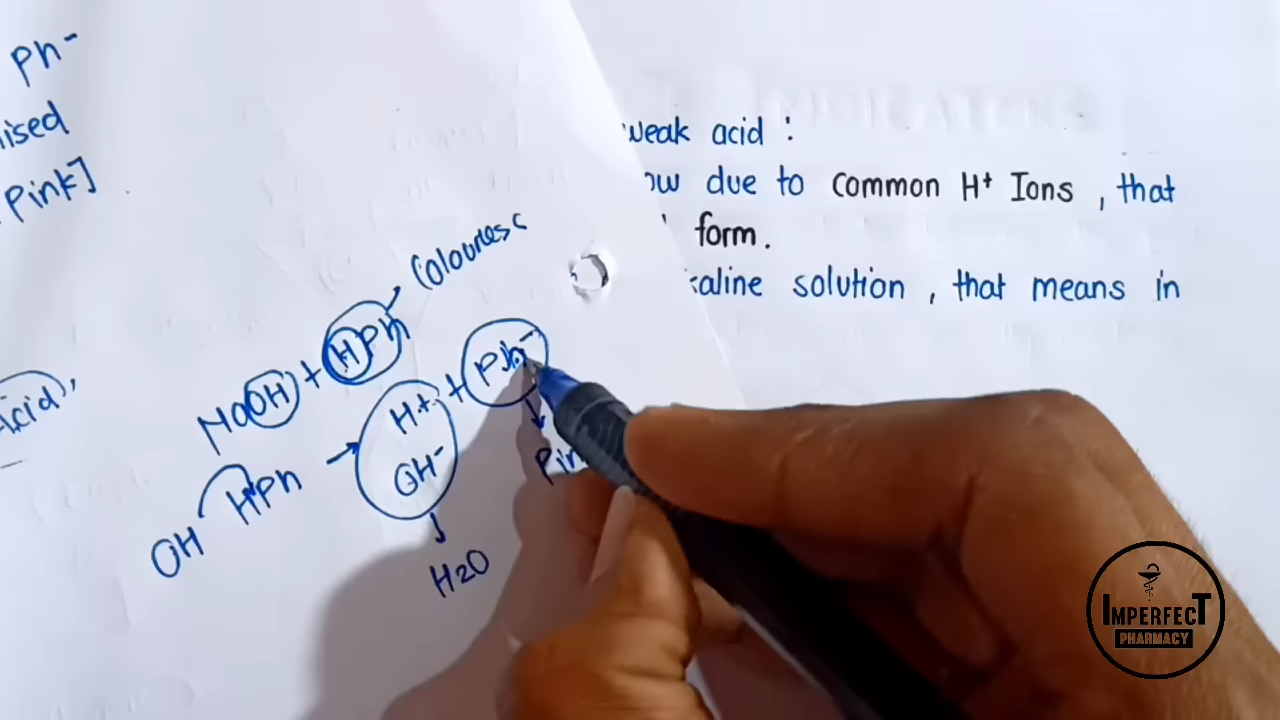 Ph-
ised
Pink]
Acid,
Colourless
NaOH + HPh
H+ + Ph-
OH HPh → OH-
H2O
weak acid :
ow due to Common H+ Ions , that
form.
kaline solution , that means in
IMPERFECT
PHARMACY